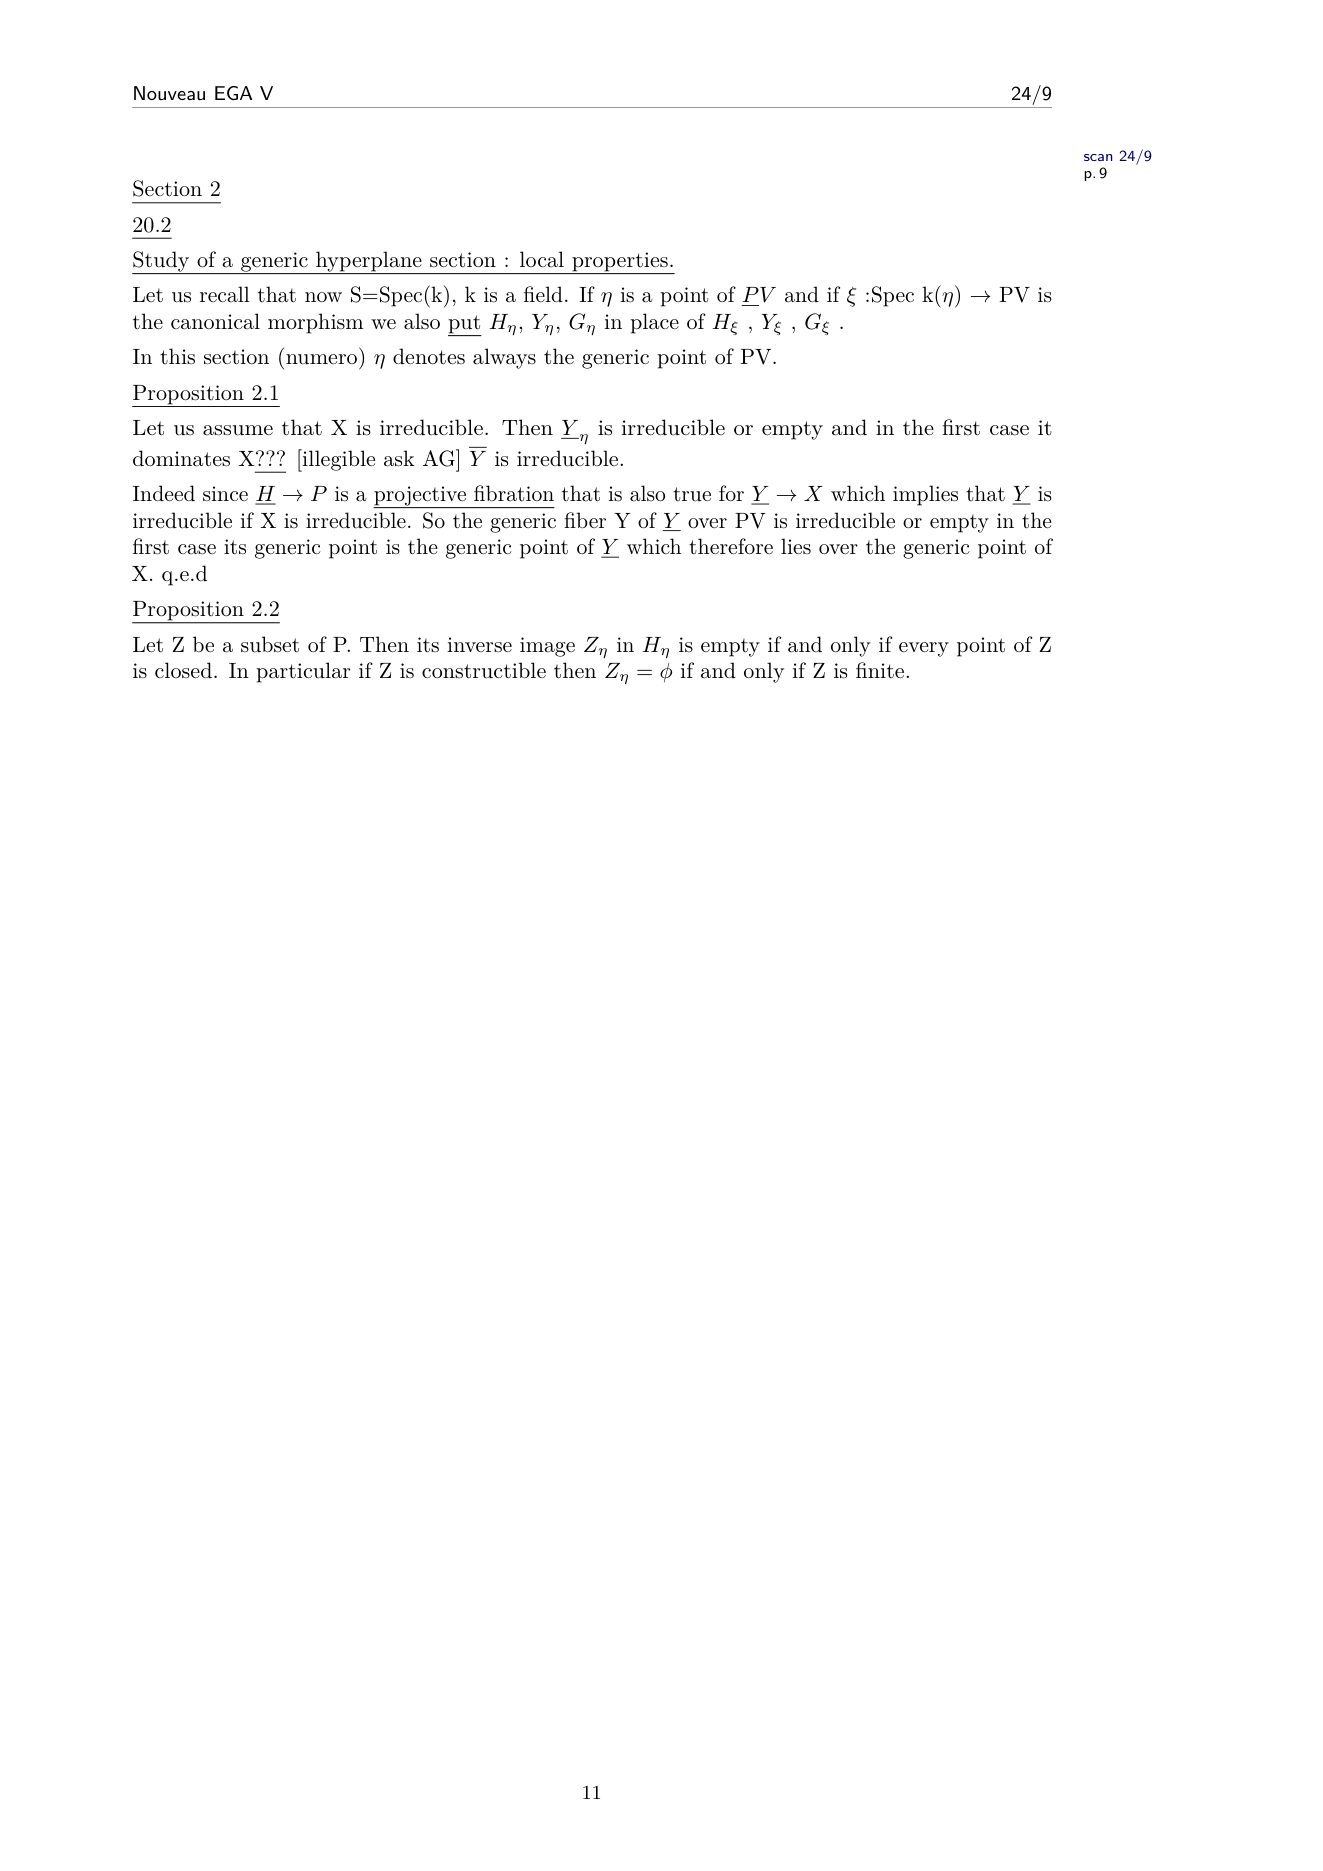 Nouveau EGA V 24/9
scan 24/9
p. 9
Section 2
20.2
Study of a generic hyperplane section : local properties.
Let us recall that now S=Spec(k), k is a field. If η is a point of P̲V and if ξ :Spec k(η) → PV is
the canonical morphism we also put H_η, Y_η, G_η in place of H_ξ , Y_ξ , G_ξ .
In this section (numero) η denotes always the generic point of PV.
Proposition 2.1
Let us assume that X is irreducible. Then Y̲_η is irreducible or empty and in the first case it
dominates X??? [illegible ask AG] Y̅ is irreducible.
Indeed since H̲ → P is a projective fibration that is also true for Y̲ → X which implies that Y̲ is
irreducible if X is irreducible. So the generic fiber Y of Y̲ over PV is irreducible or empty in the
first case its generic point is the generic point of Y̲ which therefore lies over the generic point of
X. q.e.d
Proposition 2.2
Let Z be a subset of P. Then its inverse image Z_η in H_η is empty if and only if every point of Z
is closed. In particular if Z is constructible then Z_η = ϕ if and only if Z is finite.
11